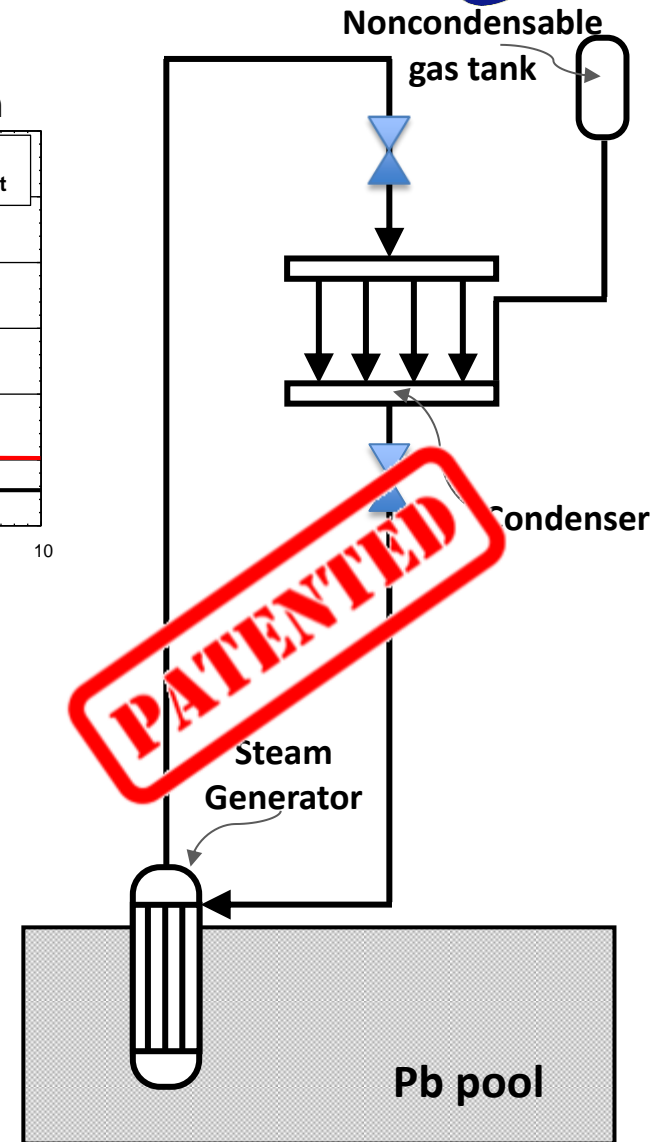 Noncondensable
gas tank
t
10
Condenser
PATENTED
Steam
Generator
Pb pool